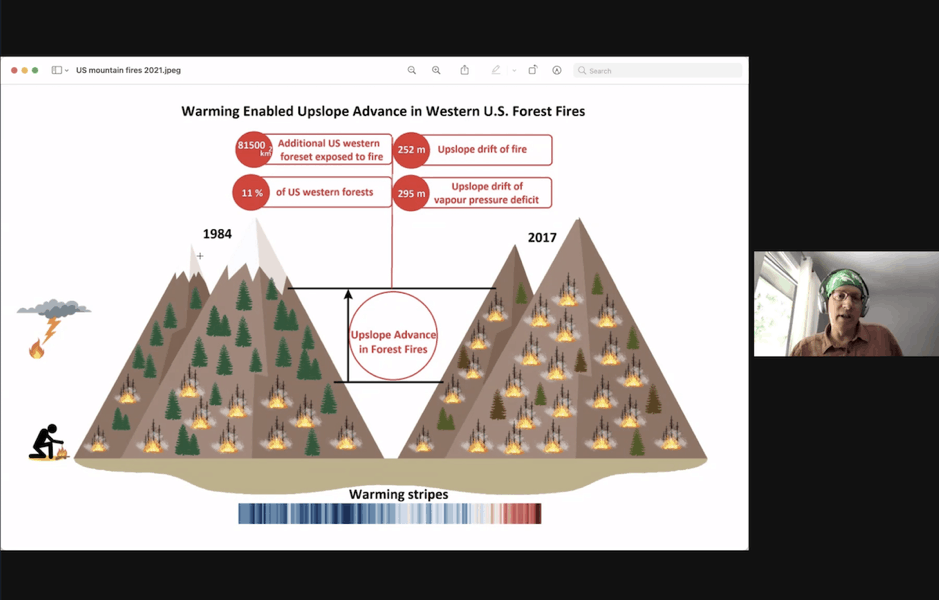 US mountain fires 2021.jpeg
Search
Warming Enabled Upslope Advance in Western U.S. Forest Fires
81500
km²
Additional US western
foreset exposed to fire
252 m
Upslope drift of fire
11 %
of US western forests
295 m
Upslope drift of
vapour pressure deficit
1984
2017
Upslope Advance
in Forest Fires
Warming stripes